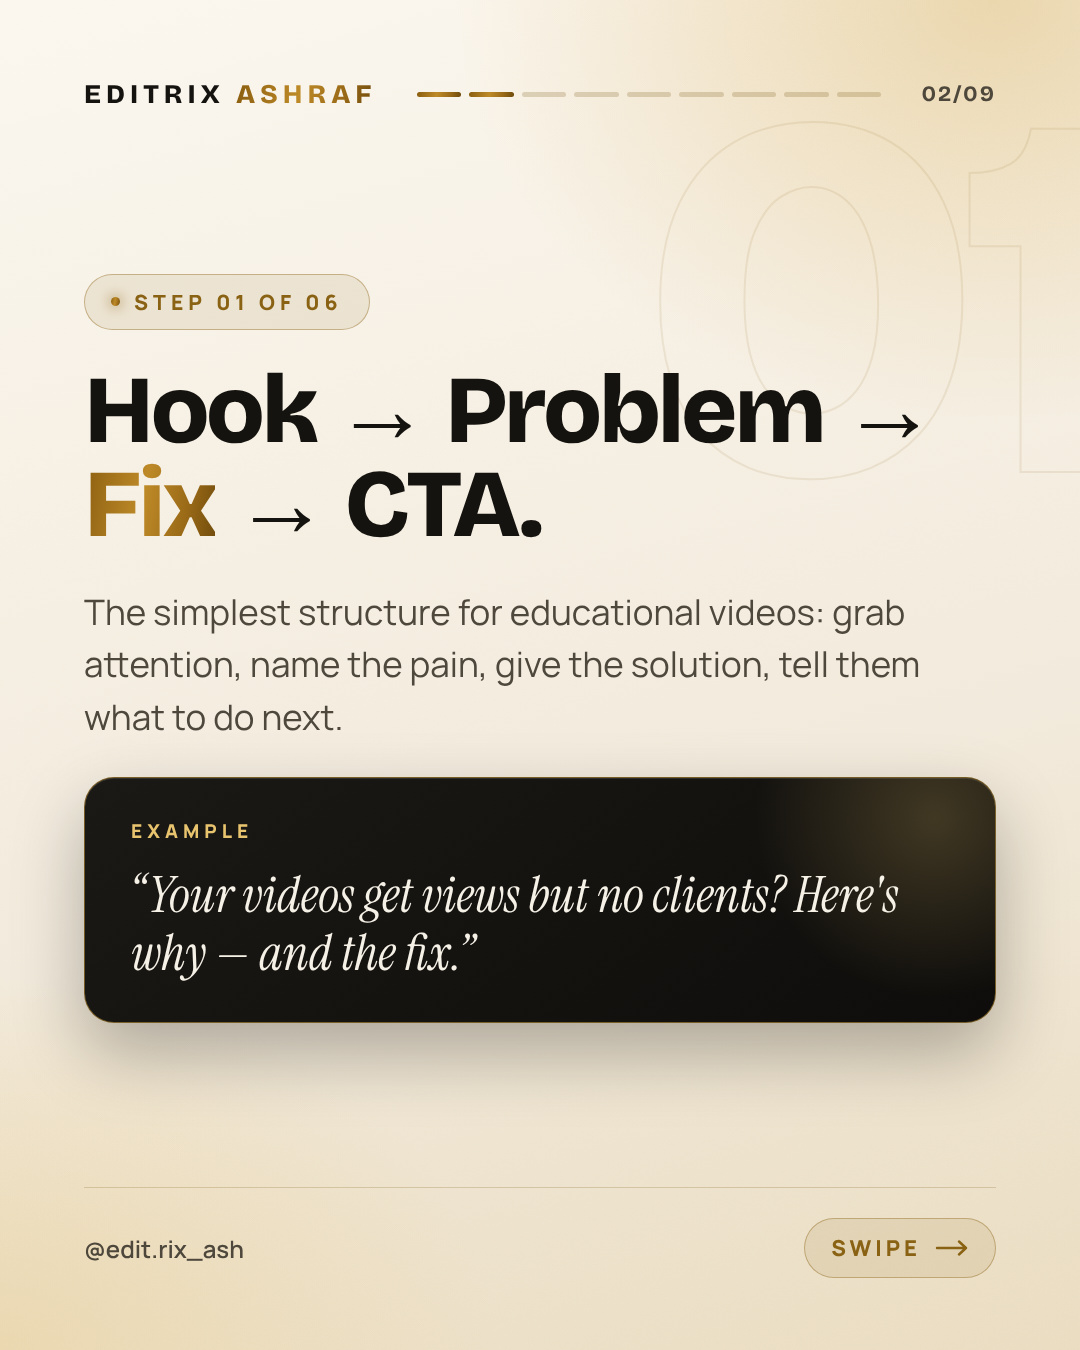 EDITRIX ASHRAF
02/09
01
STEP 01 OF 06
Hook → Problem →
Fix → CTA.
The simplest structure for educational videos: grab
attention, name the pain, give the solution, tell them
what to do next.
EXAMPLE
“Your videos get views but no clients? Here's
why – and the fix.”
@edit.rix_ash
SWIPE →